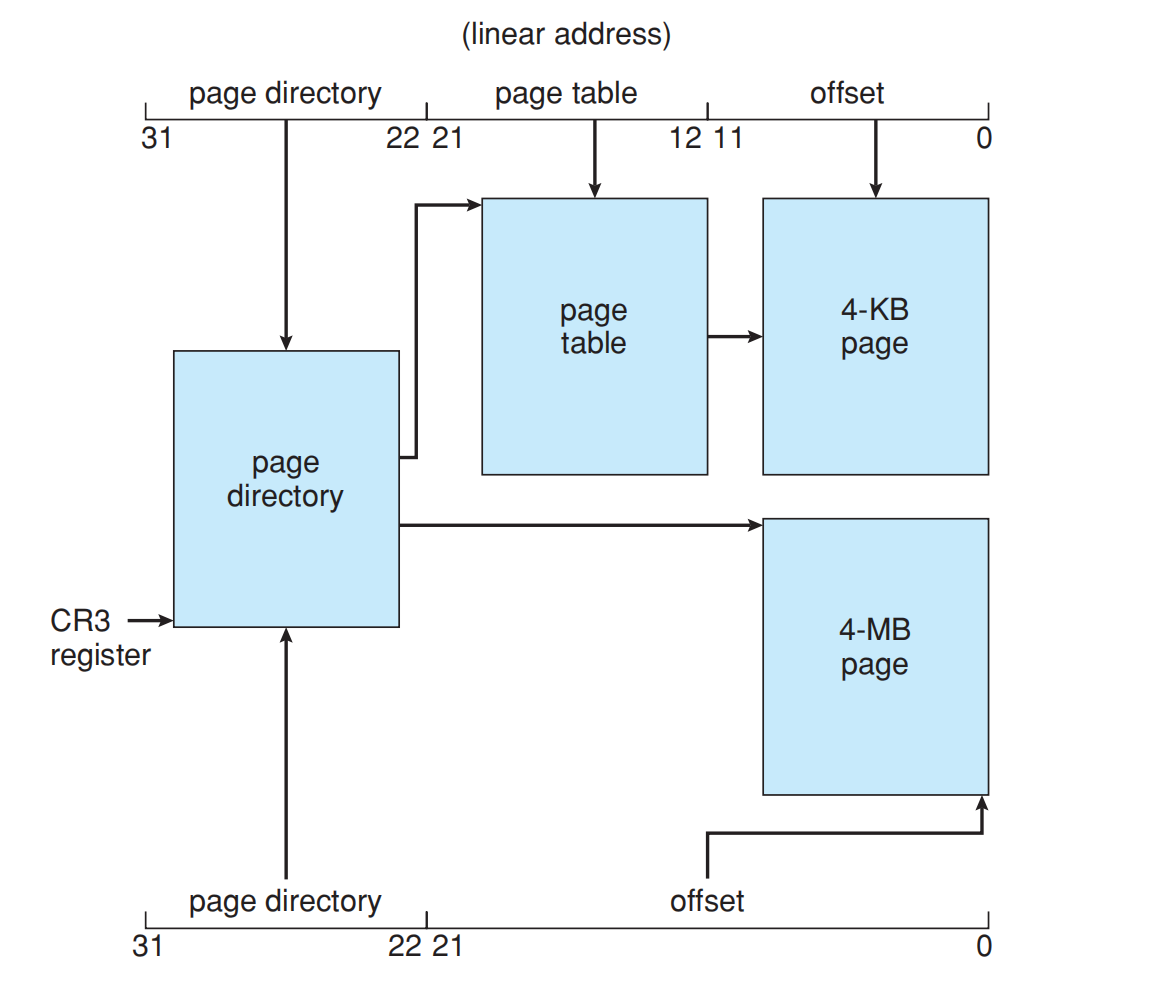 (linear address)
page directory page table offset
31 22 21 12 11 0
page
table
4-KB
page
page
directory
CR3
register
4-MB
page
page directory offset
31 22 21 0